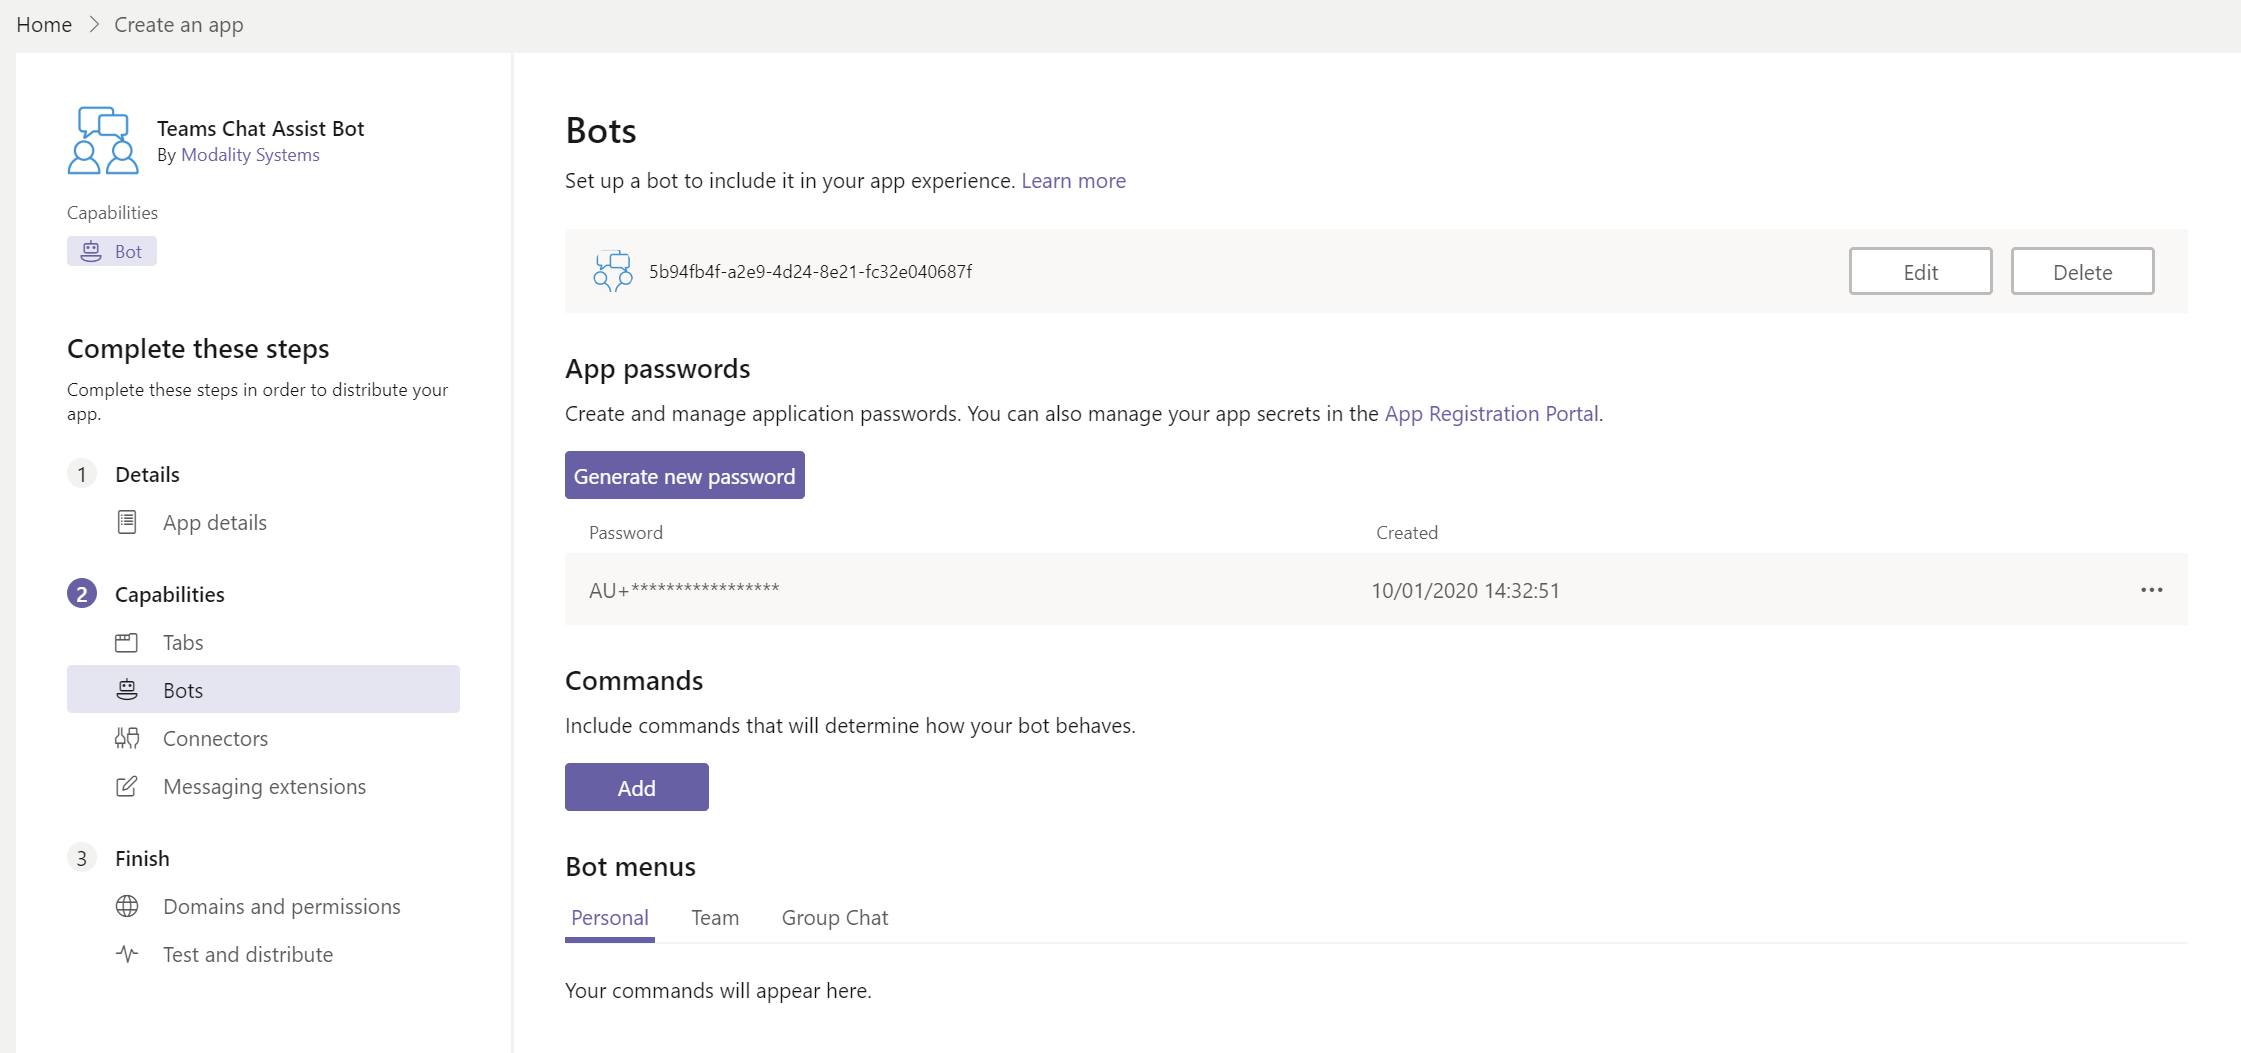 Home > Create an app
Teams Chat Assist Bot
By Modality Systems
Capabilities
Bot
Complete these steps
Complete these steps in order to distribute your
app.
1 Details
App details
2 Capabilities
Tabs
Bots
Connectors
Messaging extensions
3 Finish
Domains and permissions
Test and distribute
Bots
Set up a bot to include it in your app experience. Learn more
5b94fb4f-a2e9-4d24-8e21-fc32e040687f
Edit
Delete
App passwords
Create and manage application passwords. You can also manage your app secrets in the App Registration Portal.
Generate new password
Password Created
AU+***************** 10/01/2020 14:32:51 ...
Commands
Include commands that will determine how your bot behaves.
Add
Bot menus
Personal Team Group Chat
Your commands will appear here.